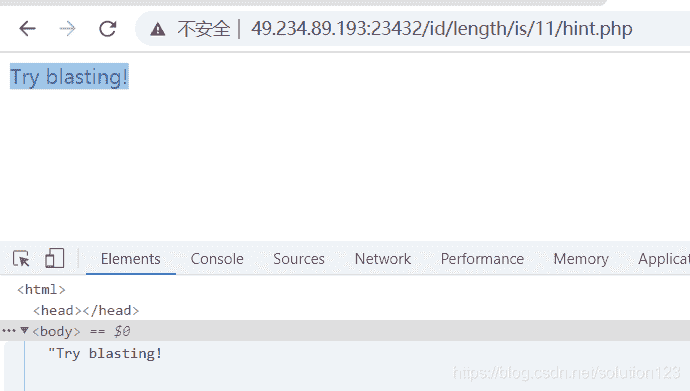 不安全 | 49.234.89.193:23432/id/length/is/11/hint.php
Try blasting!
Elements Console Sources Network Performance Memory Applicat
<html>
<head></head>
··· ▼<body> == $0
"Try blasting!
https://blog.csdn.net/solution123